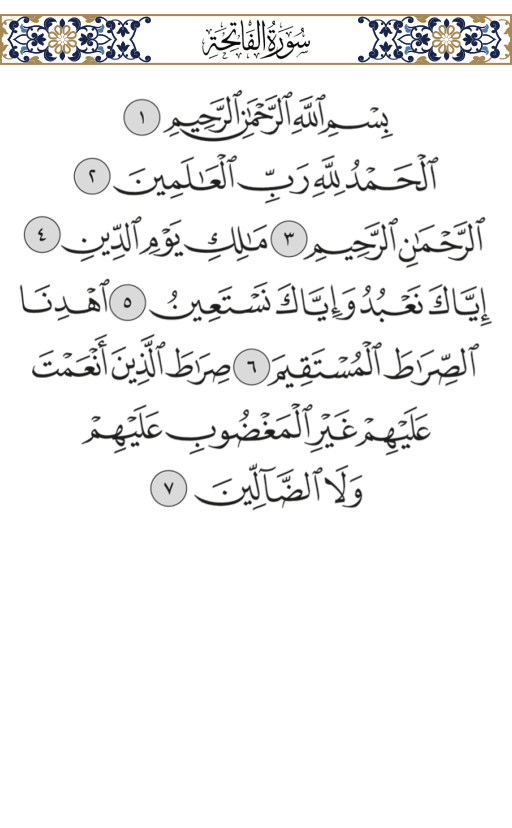 سُورَةُ الْفَاتِحَةِ
بِسْمِ ٱللَّهِ ٱلرَّحْمَٰنِ ٱلرَّحِيمِ ١
ٱلْحَمْدُ لِلَّهِ رَبِّ ٱلْعَٰلَمِينَ ٢
ٱلرَّحْمَٰنِ ٱلرَّحِيمِ ٣ مَٰلِكِ يَوْمِ ٱلدِّينِ ٤
إِيَّاكَ نَعْبُدُ وَإِيَّاكَ نَسْتَعِينُ ٥ ٱهْدِنَا
ٱلصِّرَٰطَ ٱلْمُسْتَقِيمَ ٦ صِرَٰطَ ٱلَّذِينَ أَنْعَمْتَ
عَلَيْهِمْ غَيْرِ ٱلْمَغْضُوبِ عَلَيْهِمْ
وَلَا ٱلضَّآلِّينَ ٧